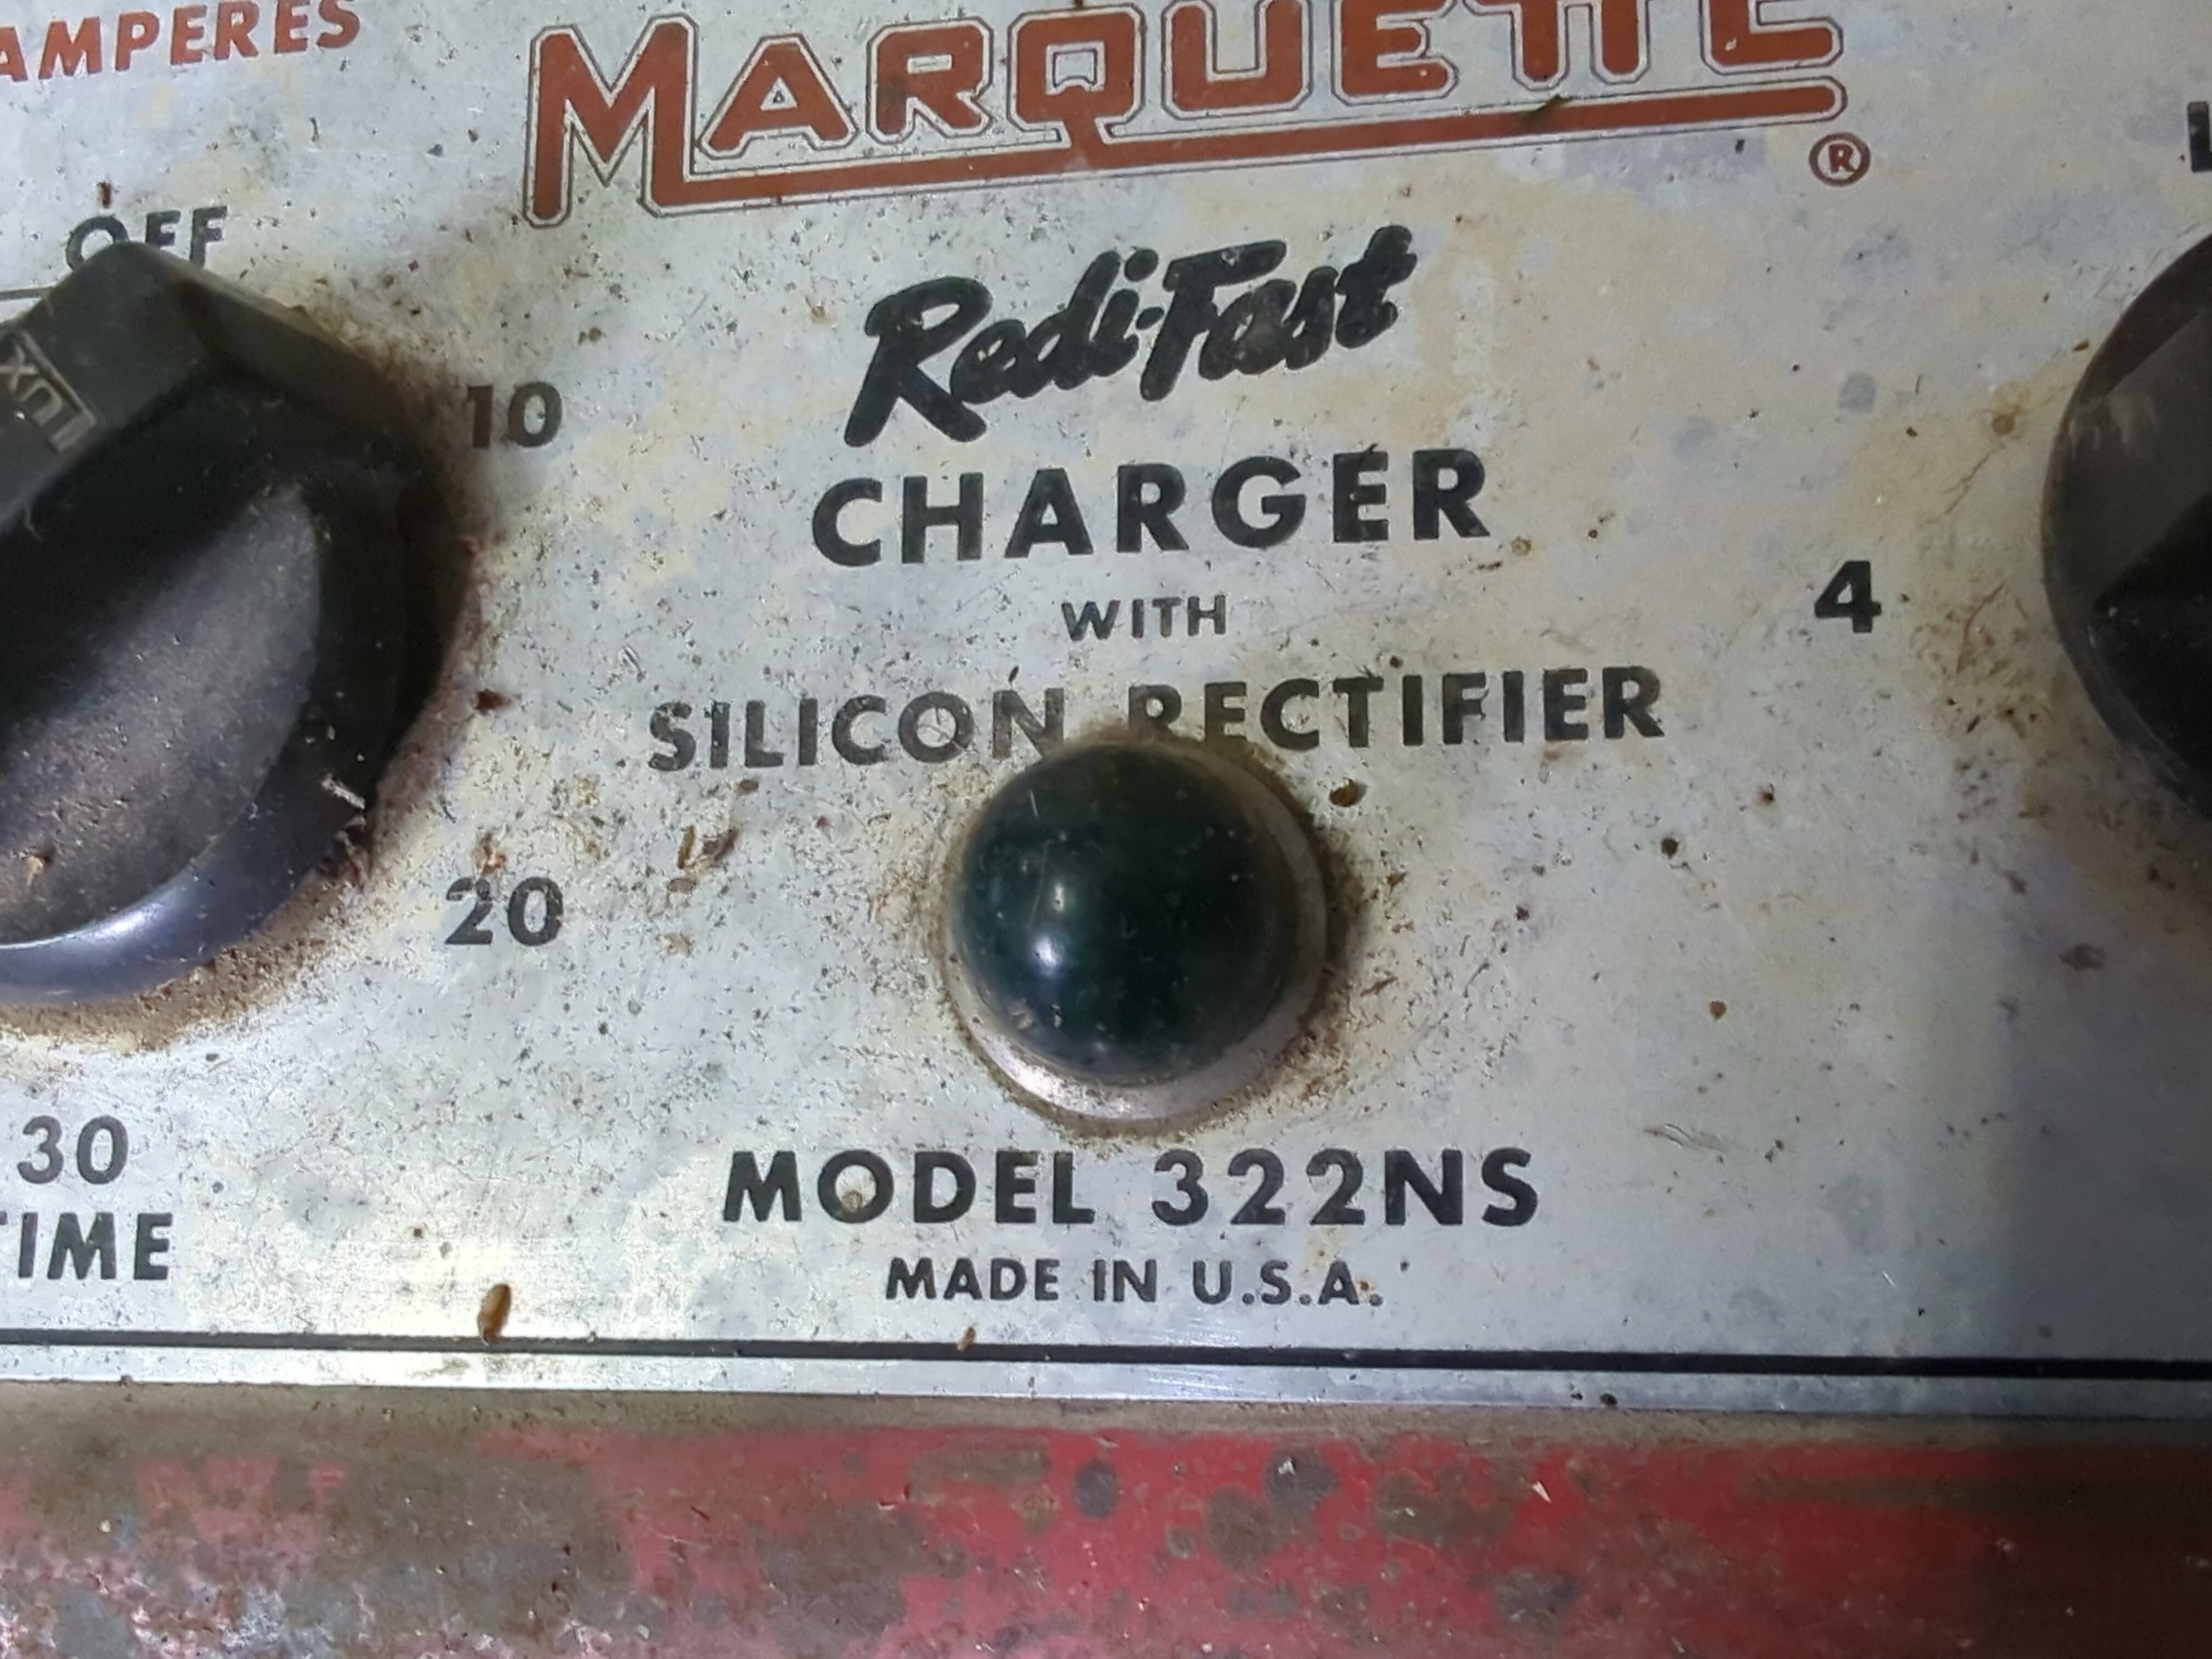 AMPERES
MARQUETTE
®
OFF
Redi-Fast
10
CHARGER
WITH
4
SILICON RECTIFIER
20
30
TIME
MODEL 322NS
MADE IN U.S.A.